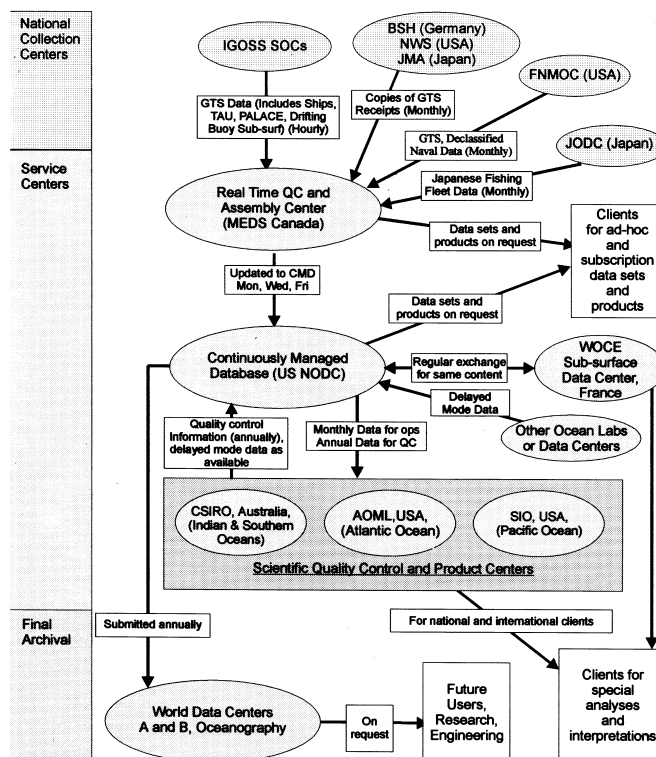 National
Collection
Centers
IGOSS SOCs
BSH (Germany)
NWS (USA)
JMA (Japan)
FNMOC (USA)
GTS Data (Includes Ships,
TAU, PALACE, Drifting
Buoy Sub-surf) (Hourly)
Copies of GTS
Receipts (Monthly)
GTS, Declassified
Naval Data (Monthly)
JODC (Japan)
Service
Centers
Japanese Fishing
Fleet Data (Monthly)
Real Time QC and
Assembly Center
(MEDS Canada)
Data sets and
products on request
Clients
for ad-hoc
and
subscription
data sets
and
products
Updated to CMD
Mon, Wed, Fri
Data sets and
products on request
Continuously Managed
Database (US NODC)
Regular exchange
for same content
WOCE
Sub-surface
Data Center,
France
Delayed
Mode Data
Other Ocean Labs
or Data Centers
Quality control
Information (annually),
delayed mode data as
available
Monthly Data for ops
Annual Data for QC
CSIRO, Australia,
(Indian & Southern
Oceans)
AOML,USA,
(Atlantic Ocean)
SIO, USA,
(Pacific Ocean)
Scientific Quality Control and Product Centers
Final
Archival
Submitted annually
For national and international clients
World Data Centers
A and B, Oceanography
On
request
Future
Users,
Research,
Engineering
Clients for
special
analyses
and
interpretations